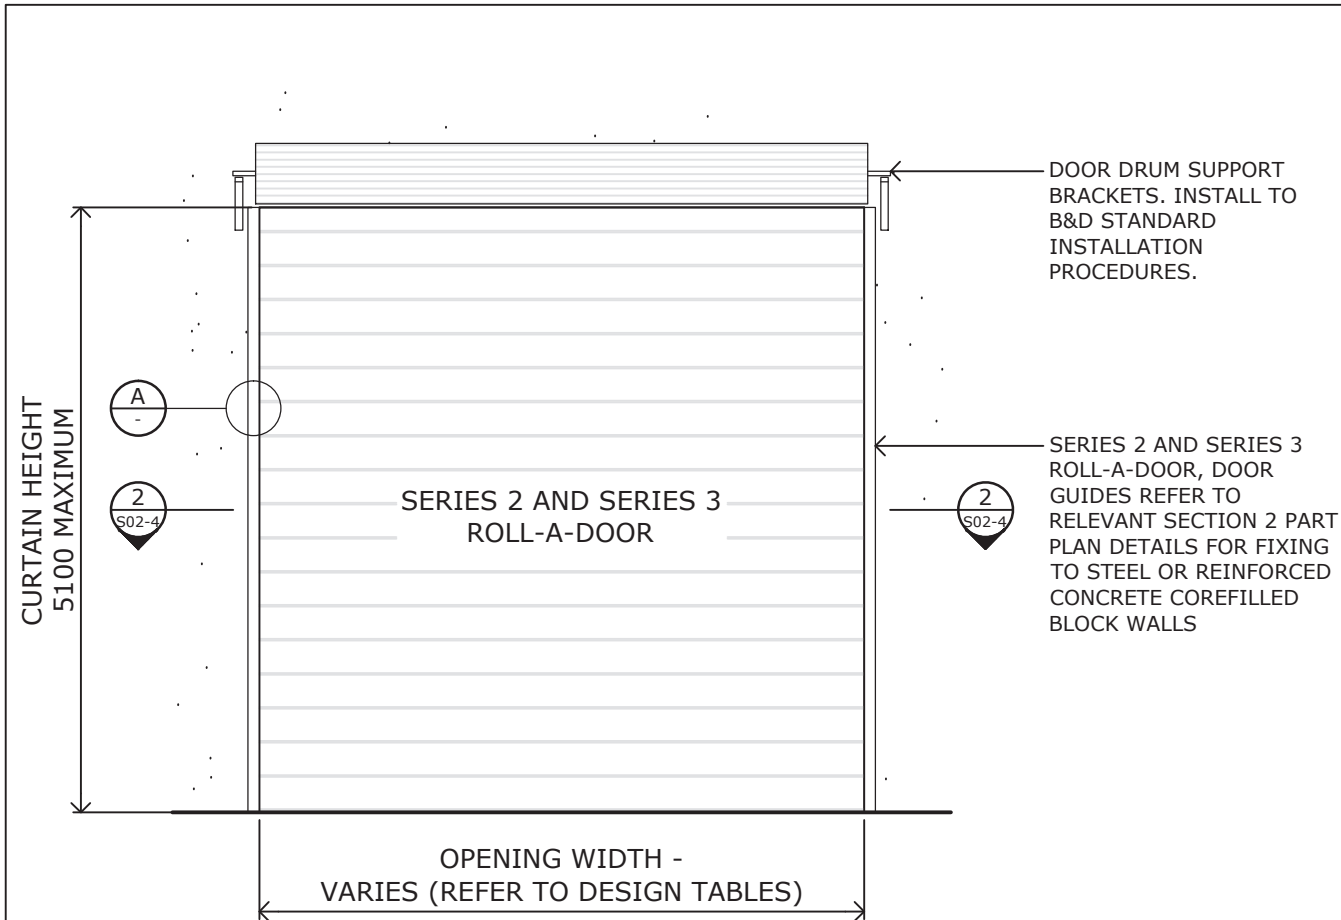 DOOR DRUM SUPPORT
BRACKETS. INSTALL TO
B&D STANDARD
INSTALLATION
PROCEDURES.
CURTAIN HEIGHT
5100 MAXIMUM
A
-
2
S02-4
SERIES 2 AND SERIES 3
ROLL-A-DOOR
2
S02-4
SERIES 2 AND SERIES 3
ROLL-A-DOOR, DOOR
GUIDES REFER TO
RELEVANT SECTION 2 PART
PLAN DETAILS FOR FIXING
TO STEEL OR REINFORCED
CONCRETE COREFILLED
BLOCK WALLS
OPENING WIDTH -
VARIES (REFER TO DESIGN TABLES)